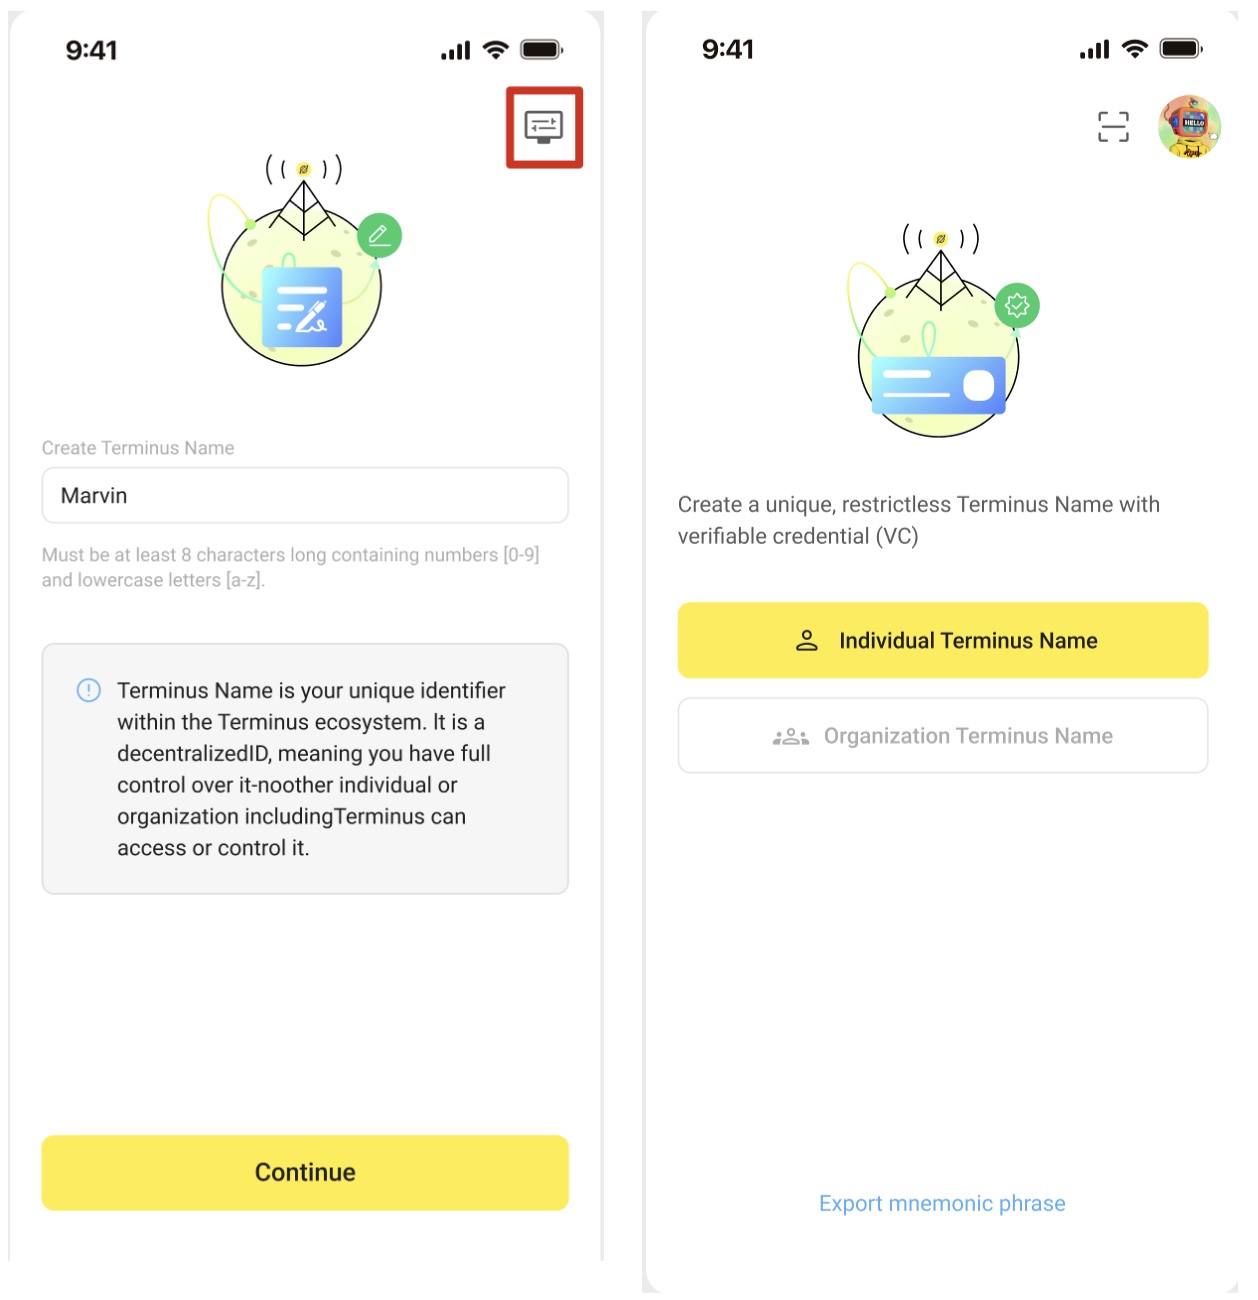 9:41
Create Terminus Name
Marvin
Must be at least 8 characters long containing numbers [0-9]
and lowercase letters [a-z].
Terminus Name is your unique identifier
within the Terminus ecosystem. It is a
decentralizedID, meaning you have full
control over it-noother individual or
organization includingTerminus can
access or control it.
Continue
9:41
HELLO
Create a unique, restrictless Terminus Name with
verifiable credential (VC)
Individual Terminus Name
Organization Terminus Name
Export mnemonic phrase